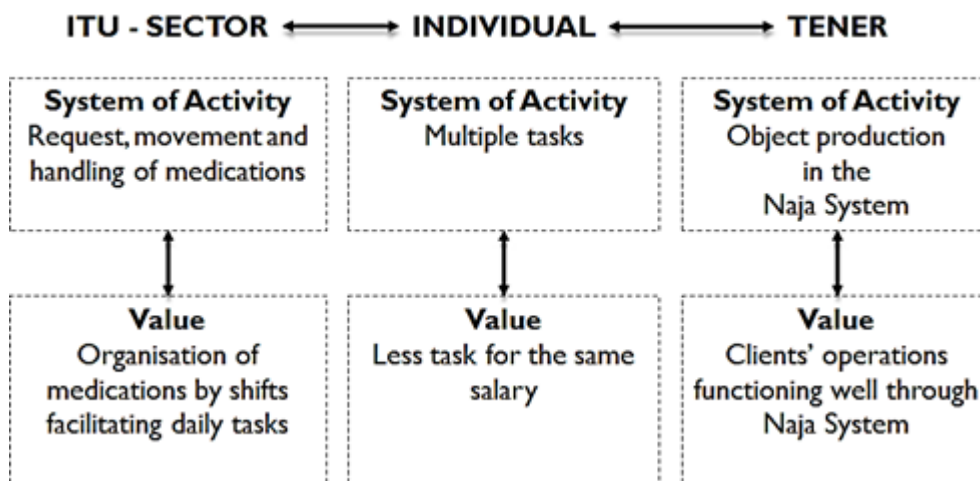 ITU - SECTOR INDIVIDUAL TENER
System of Activity
Request, movement and
handling of medications
System of Activity
Multiple tasks
System of Activity
Object production
in the
Naja System
Value
Organisation of
medications by shifts
facilitating daily tasks
Value
Less task for the same
salary
Value
Clients' operations
functioning well through
Naja System